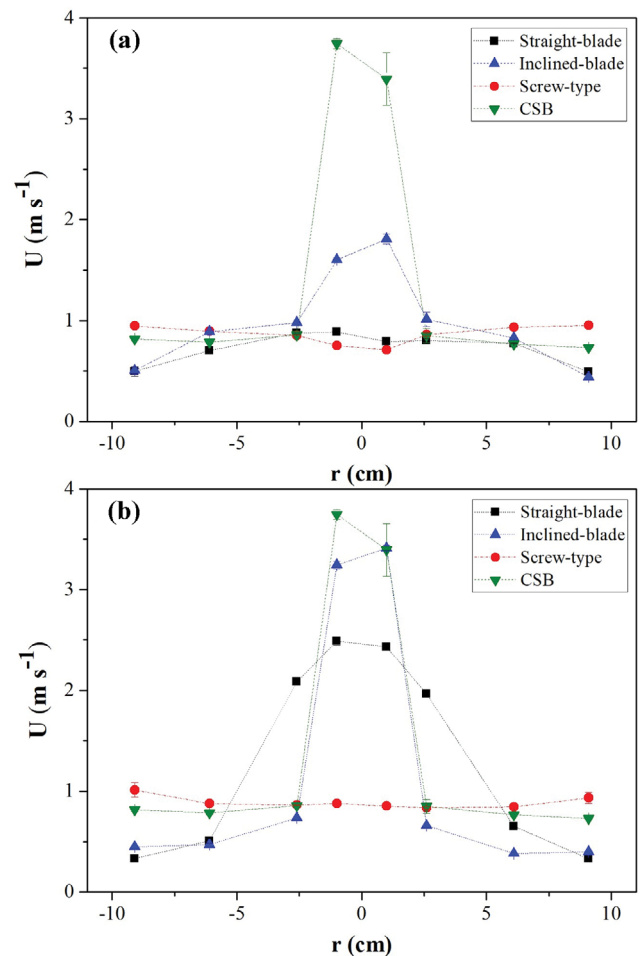 (a)
Straight-blade
Inclined-blade
Screw-type
CSB
U (m s⁻¹)
4
3
2
1
0
-10 -5 0 5 10
r (cm)
(b)
Straight-blade
Inclined-blade
Screw-type
CSB
U (m s⁻¹)
4
3
2
1
0
-10 -5 0 5 10
r (cm)